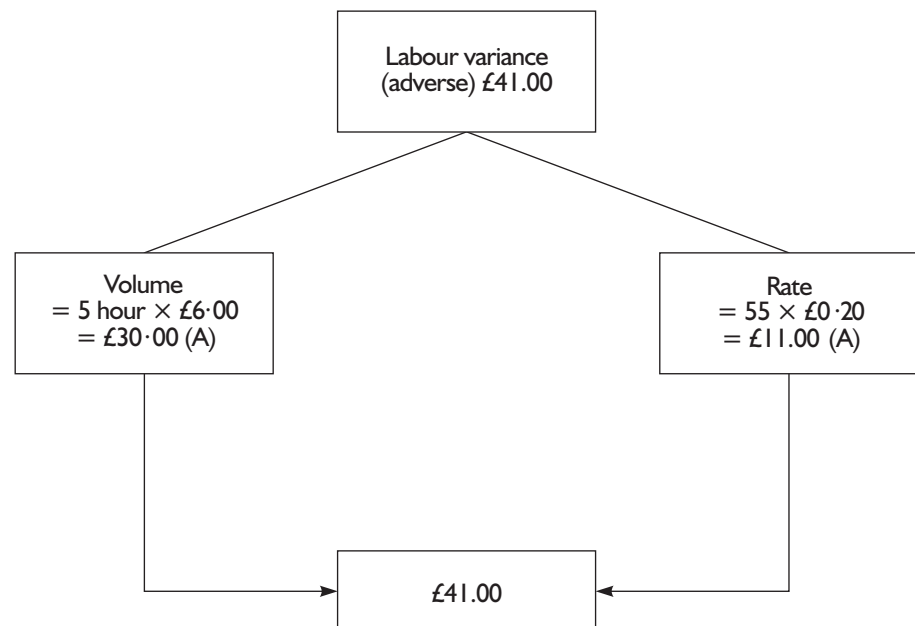 Labour variance
(adverse) £41.00
Volume
= 5 hour × £6·00
= £30·00 (A)
Rate
= 55 × £0·20
= £11.00 (A)
£41.00